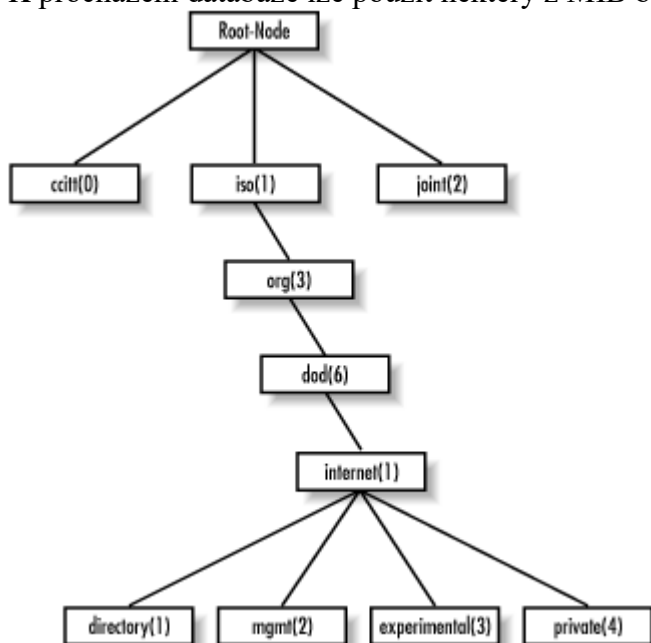 K procházení databáze lze použít některý z MIB
Root-Node
ccitt(0) iso(1) joint(2)
org(3)
dod(6)
internet(1)
directory(1) mgmt(2) experimental(3) private(4)